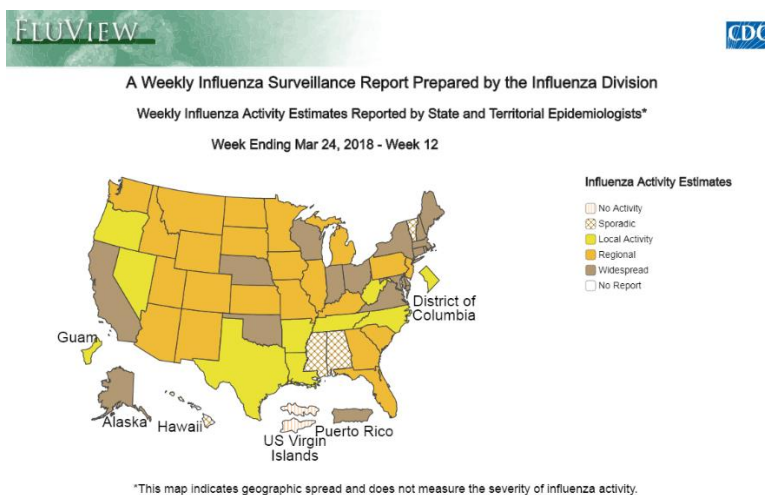 FLUVIEW
CDC
A Weekly Influenza Surveillance Report Prepared by the Influenza Division
Weekly Influenza Activity Estimates Reported by State and Territorial Epidemiologists*
Week Ending Mar 24, 2018 - Week 12
Influenza Activity Estimates
No Activity
Sporadic
Local Activity
Regional
Widespread
No Report
District of
Columbia
Guam
Alaska
Hawaii
US Virgin
Islands
Puerto Rico
*This map indicates geographic spread and does not measure the severity of influenza activity.